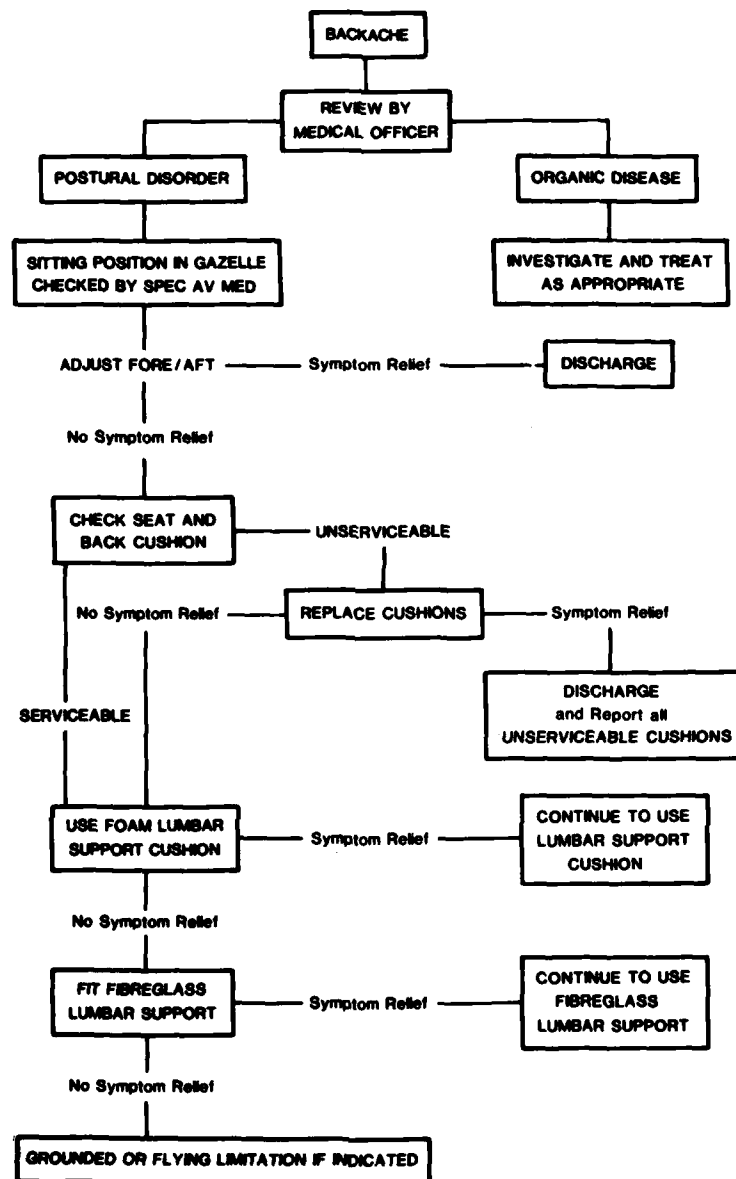 BACKACHE
REVIEW BY
MEDICAL OFFICER
POSTURAL DISORDER
ORGANIC DISEASE
SITTING POSITION IN GAZELLE
CHECKED BY SPEC AV MED
INVESTIGATE AND TREAT
AS APPROPRIATE
ADJUST FORE/AFT
Symptom Relief
DISCHARGE
No Symptom Relief
CHECK SEAT AND
BACK CUSHION
UNSERVICEABLE
No Symptom Relief
REPLACE CUSHIONS
Symptom Relief
DISCHARGE
and Report all
UNSERVICEABLE CUSHIONS
SERVICEABLE
USE FOAM LUMBAR
SUPPORT CUSHION
Symptom Relief
CONTINUE TO USE
LUMBAR SUPPORT
CUSHION
No Symptom Relief
FIT FIBREGLASS
LUMBAR SUPPORT
Symptom Relief
CONTINUE TO USE
FIBREGLASS
LUMBAR SUPPORT
No Symptom Relief
GROUNDED OR FLYING LIMITATION IF INDICATED